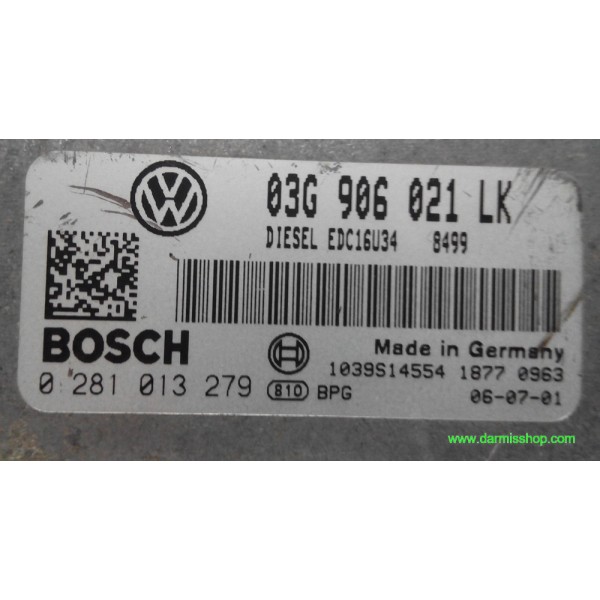 03G 906 021 LK
DIESEL EDC16U34 8499
BOSCH
Made in Germany
0 281 013 279
810 BPG
1039S14554 1877 0963
06-07-01
www.darmisshop.com